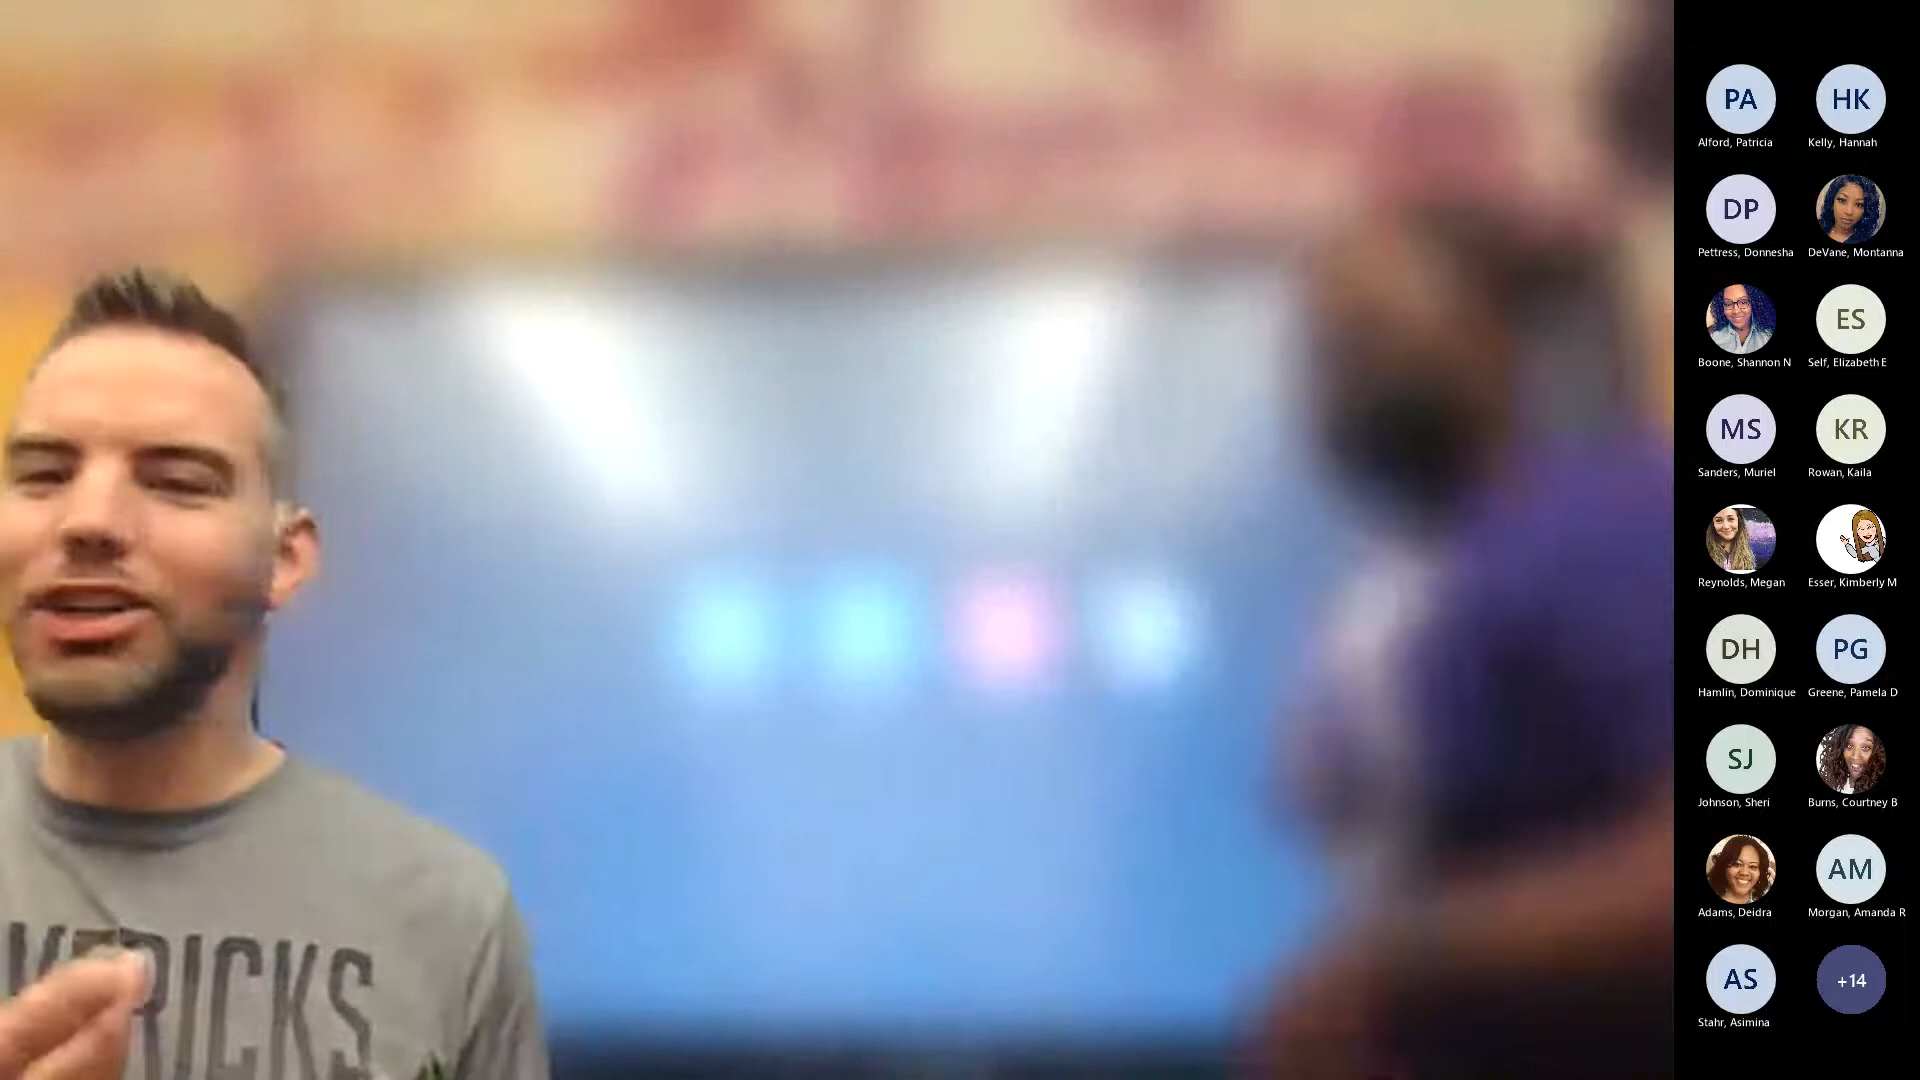 PA
HK
Alford, Patricia
Kelly, Hannah
DP
Pettress, Donnesha
DeVane, Montanna
Boone, Shannon N
ES
Self, Elizabeth E
MS
KR
Sanders, Muriel
Rowan, Kaila
Reynolds, Megan
Esser, Kimberly M
DH
PG
Hamlin, Dominique
Greene, Pamela D
SJ
Johnson, Sheri
Burns, Courtney B
Adams, Deidra
AM
Morgan, Amanda R
AS
+14
Stahr, Asimina